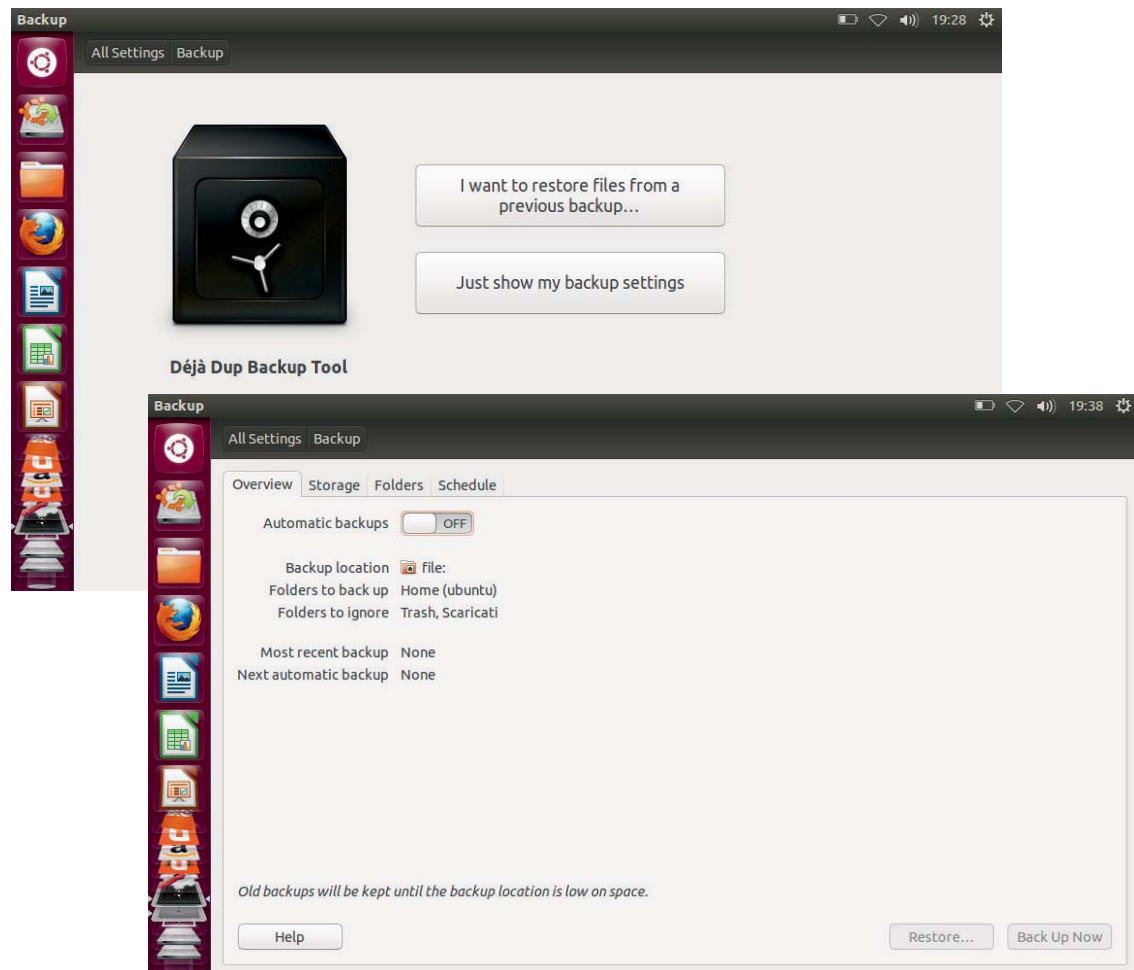 Backup
19:28
All Settings Backup
I want to restore files from a
previous backup...
Just show my backup settings
Déjà Dup Backup Tool
Backup
19:38
All Settings Backup
Overview Storage Folders Schedule
Automatic backups OFF
Backup location file:
Folders to back up Home (ubuntu)
Folders to ignore Trash, Scaricati
Most recent backup None
Next automatic backup None
Old backups will be kept until the backup location is low on space.
Help Restore... Back Up Now